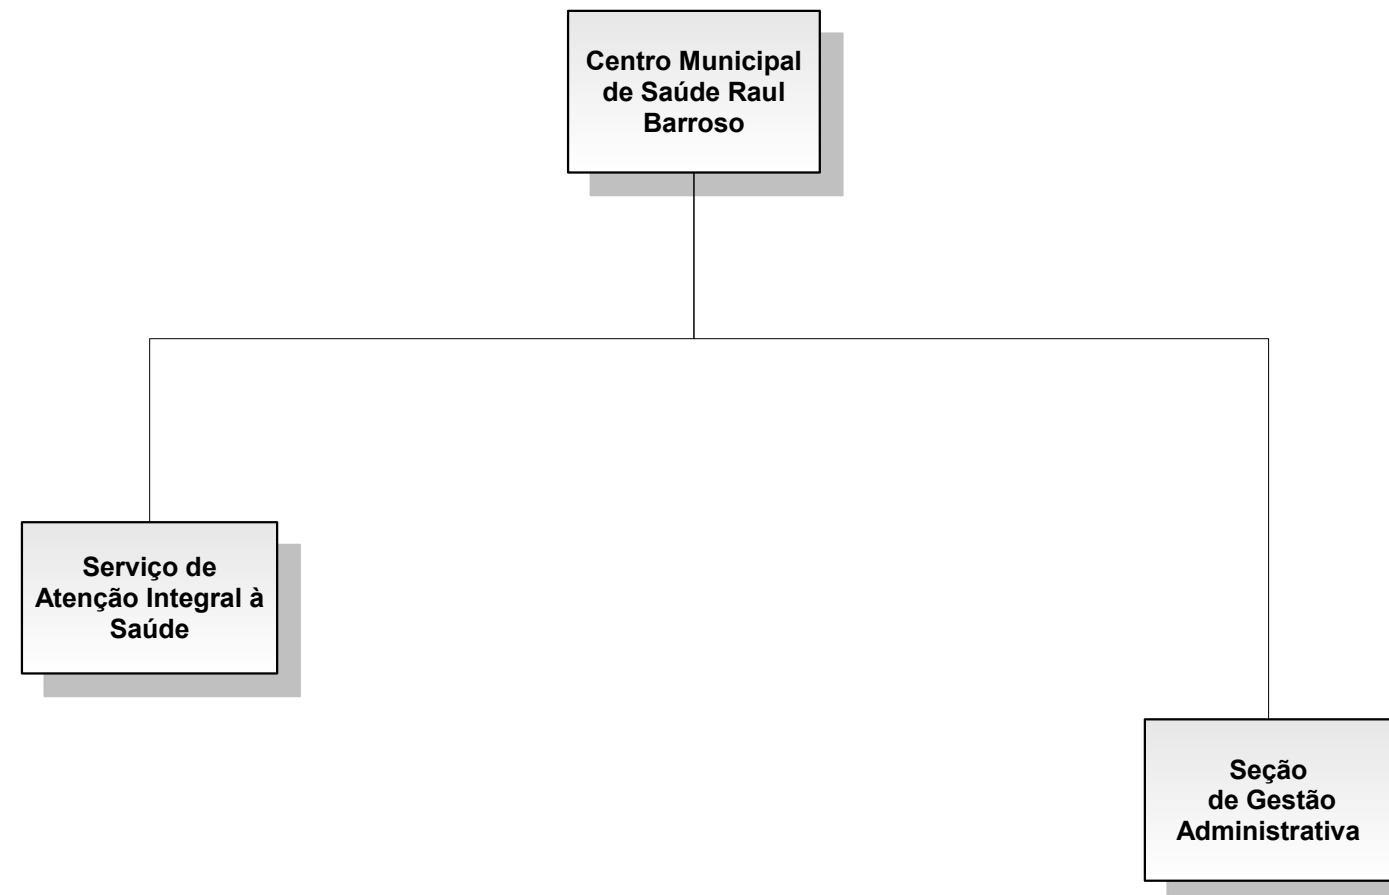 Centro Municipal
de Saúde Raul
Barroso
Serviço de
Atenção Integral à
Saúde
Seção
de Gestão
Administrativa